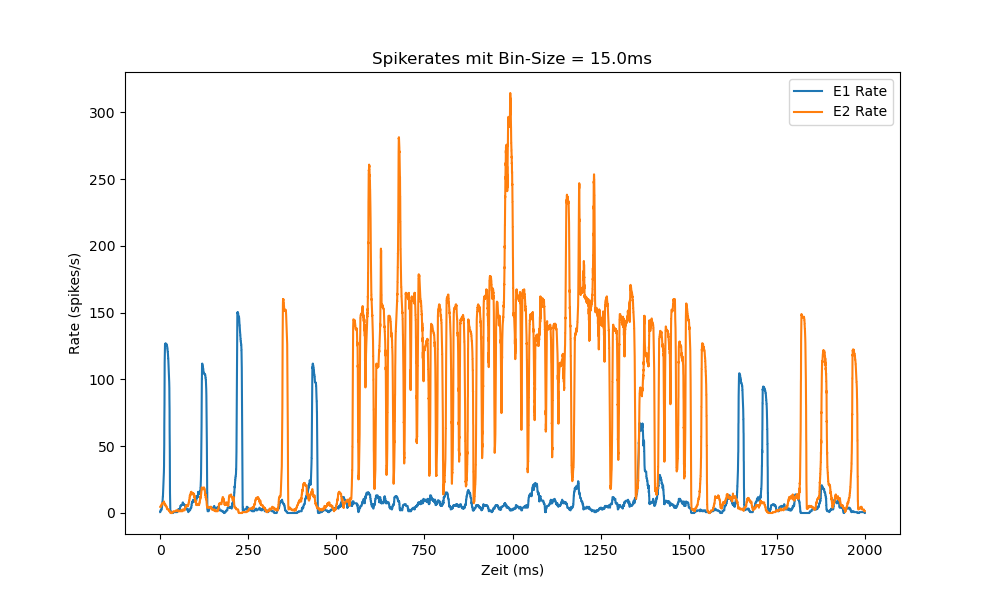 Spikerates mit Bin-Size = 15.0ms
E1 Rate
E2 Rate
Rate (spikes/s)
300
250
200
150
100
50
0
0 250 500 750 1000 1250 1500 1750 2000
Zeit (ms)